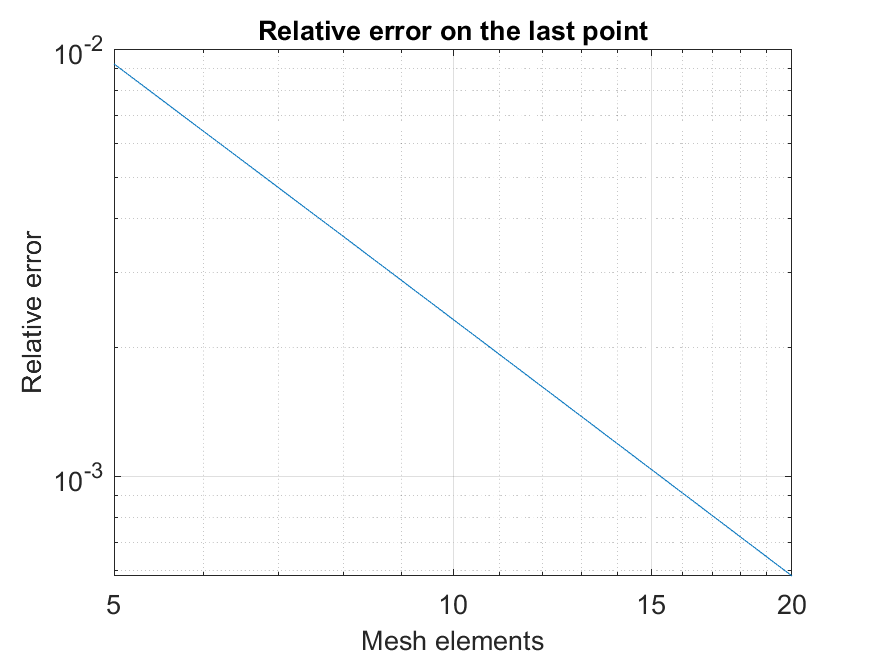 Relative error on the last point
10^-2
10^-3
Relative error
5
10
15
20
Mesh elements